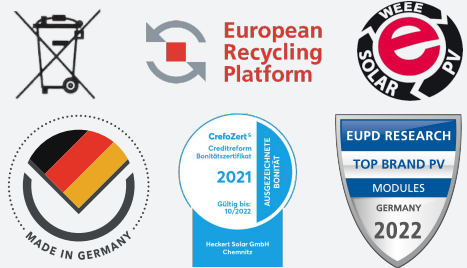 European
Recycling
Platform
WEEE
e
SOLAR
PV
MADE IN GERMANY
CrefoZert
Creditreform
Bonitätszertifikat
2021
Gültig bis:
10/2022
AUSGEZEICHNETE
BONITÄT
Heckert Solar GmbH
Chemnitz
EUPD RESEARCH
TOP BRAND PV
MODULES
GERMANY
2022